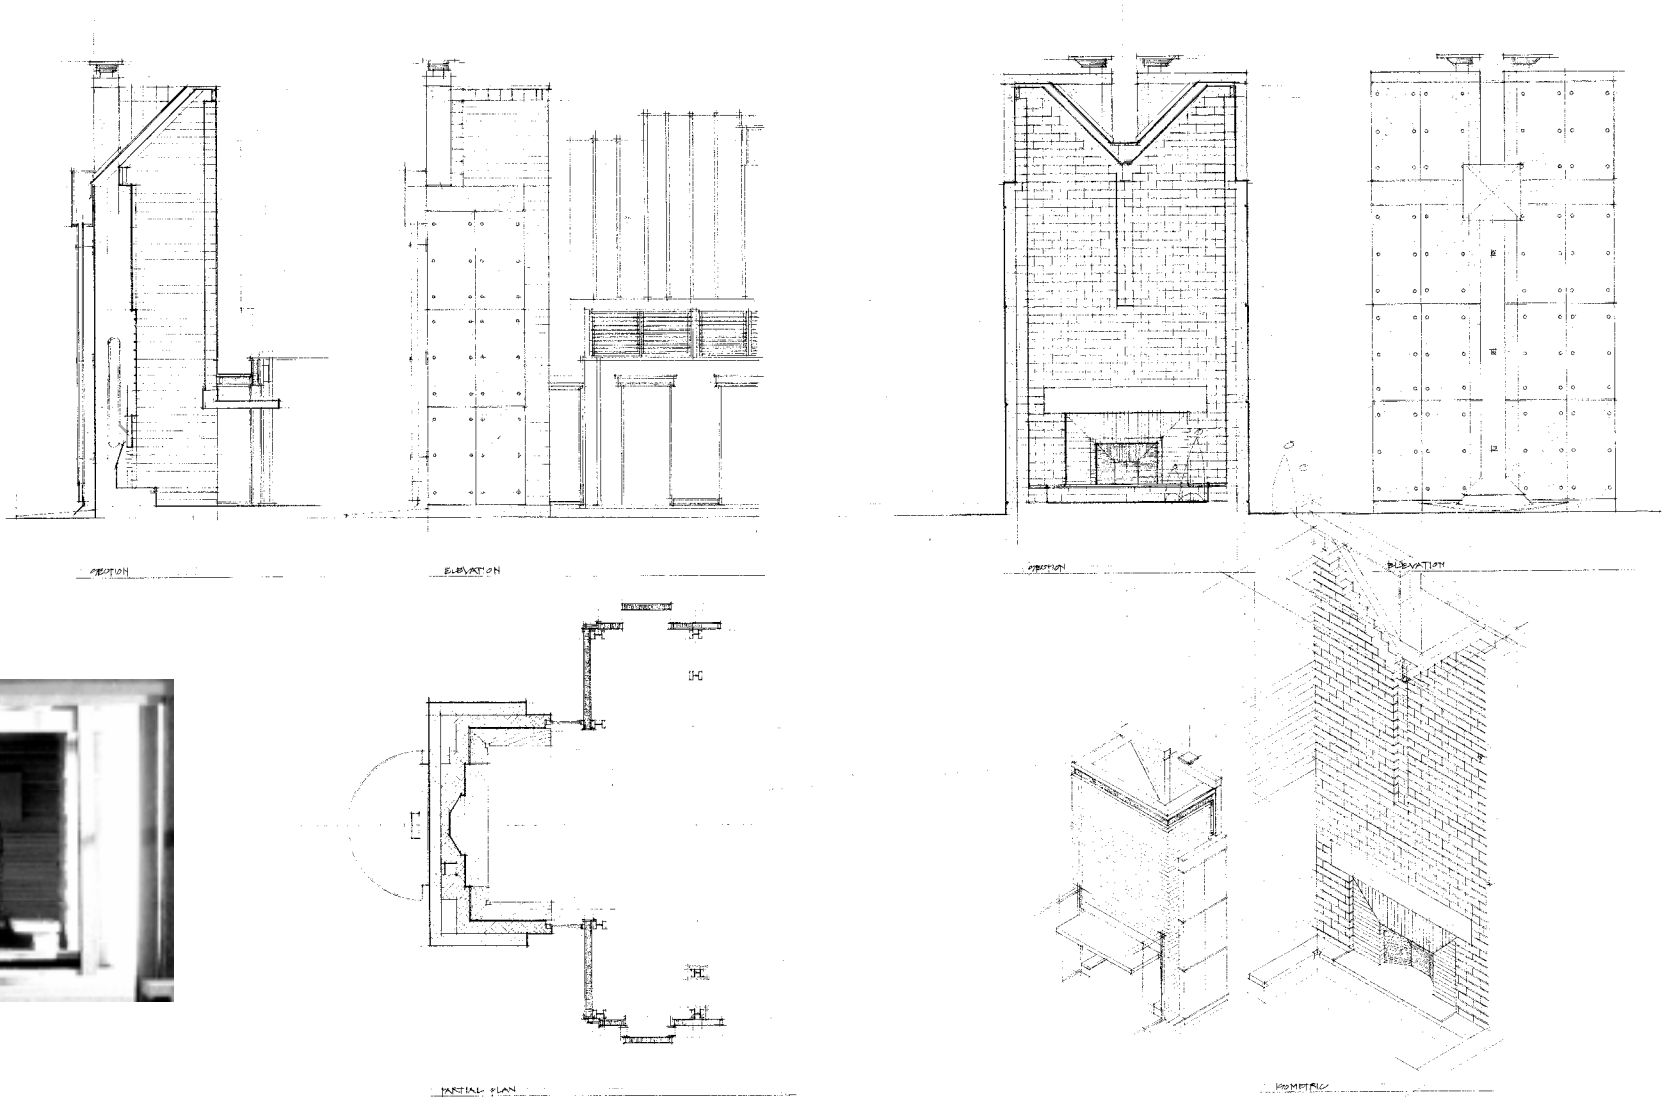 SECTION
ELEVATION
SECTION
ELEVATION
PARTIAL PLAN
ISOMETRIC